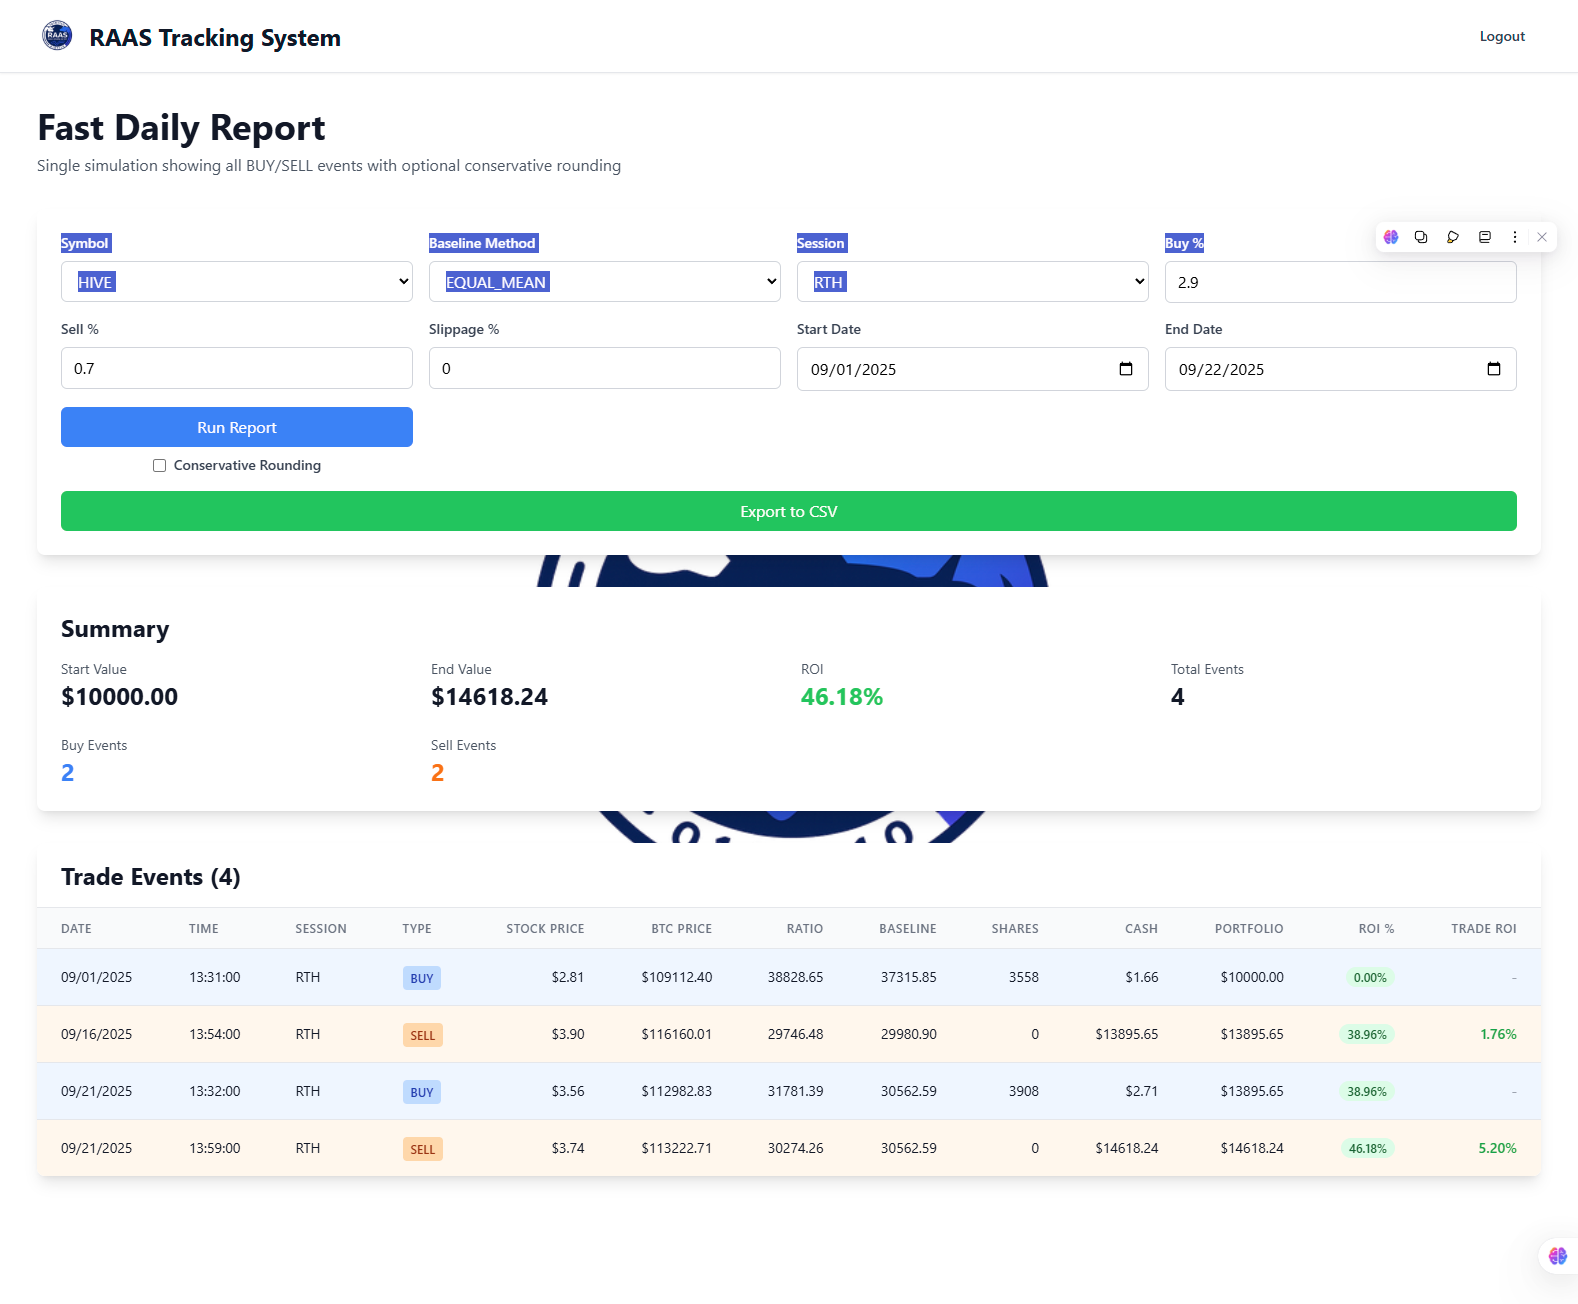 RAAS
RAAS Tracking System
Logout
Fast Daily Report
Single simulation showing all BUY/SELL events with optional conservative rounding
Symbol Baseline Method Session Buy %
HIVE EQUAL_MEAN RTH 2.9
Sell % Slippage % Start Date End Date
0.7 0 09/01/2025 09/22/2025
Run Report
Conservative Rounding
Export to CSV
Summary
Start Value End Value ROI Total Events
$10000.00 $14618.24 46.18% 4
Buy Events Sell Events
2 2
Trade Events (4)
DATE TIME SESSION TYPE STOCK PRICE BTC PRICE RATIO BASELINE SHARES CASH PORTFOLIO ROI % TRADE ROI
09/01/2025 13:31:00 RTH BUY $2.81 $109112.40 38828.65 37315.85 3558 $1.66 $10000.00 0.00% -
09/16/2025 13:54:00 RTH SELL $3.90 $116160.01 29746.48 29980.90 0 $13895.65 $13895.65 38.96% 1.76%
09/21/2025 13:32:00 RTH BUY $3.56 $112982.83 31781.39 30562.59 3908 $2.71 $13895.65 38.96% -
09/21/2025 13:59:00 RTH SELL $3.74 $113222.71 30274.26 30562.59 0 $14618.24 $14618.24 46.18% 5.20%